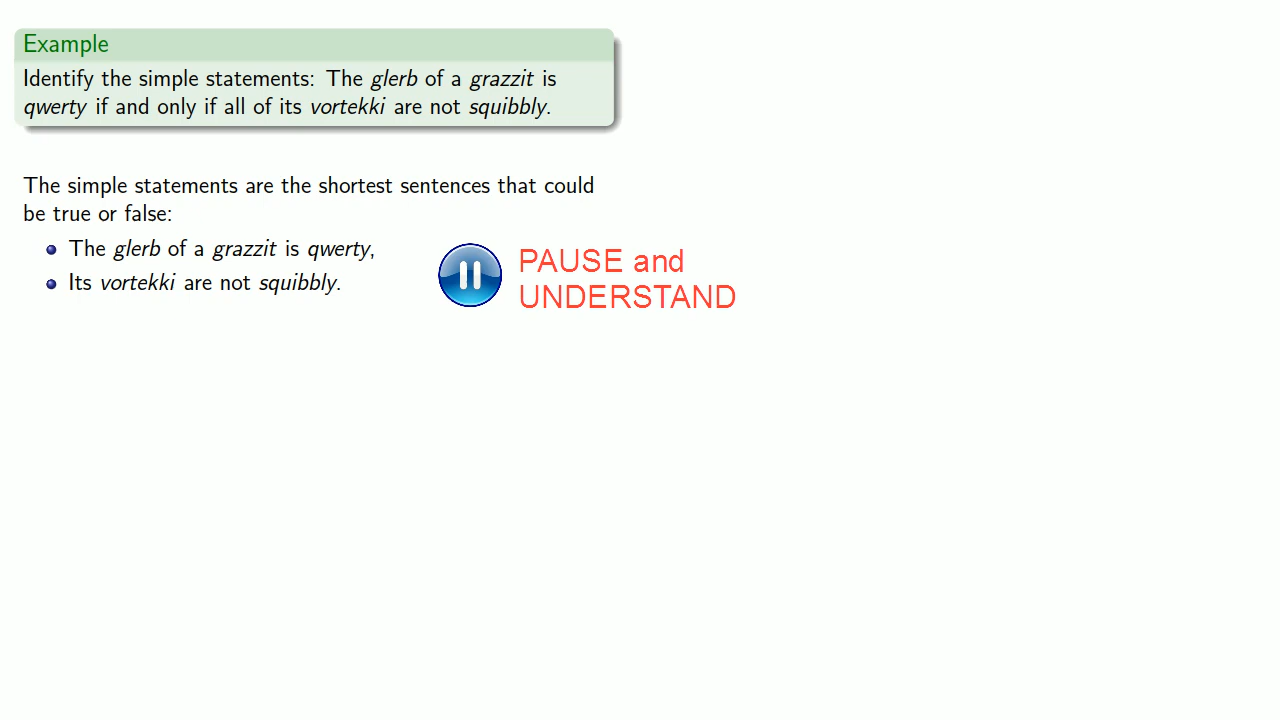 Example
Identify the simple statements: The glerb of a grazzit is
qwerty if and only if all of its vortekki are not squibbly.
The simple statements are the shortest sentences that could
be true or false:
The glerb of a grazzit is qwerty,
Its vortekki are not squibbly.
PAUSE and
UNDERSTAND